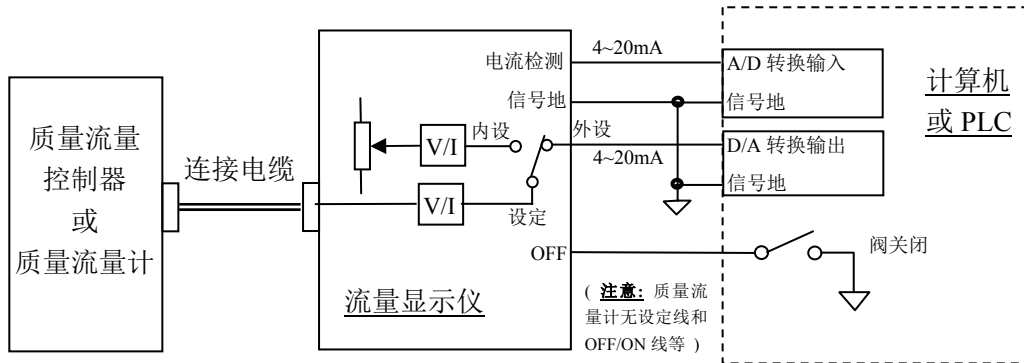 质量流量
控制器
或
质量流量计
连接电缆
电流检测
信号地
内设
外设
V/I
V/I
设定
OFF
流量显示仪
4~20mA
4~20mA
( 注意: 质量流
量计无设定线和
OFF/ON 线等 )
A/D 转换输入
信号地
D/A 转换输出
信号地
阀关闭
计算机
或 PLC